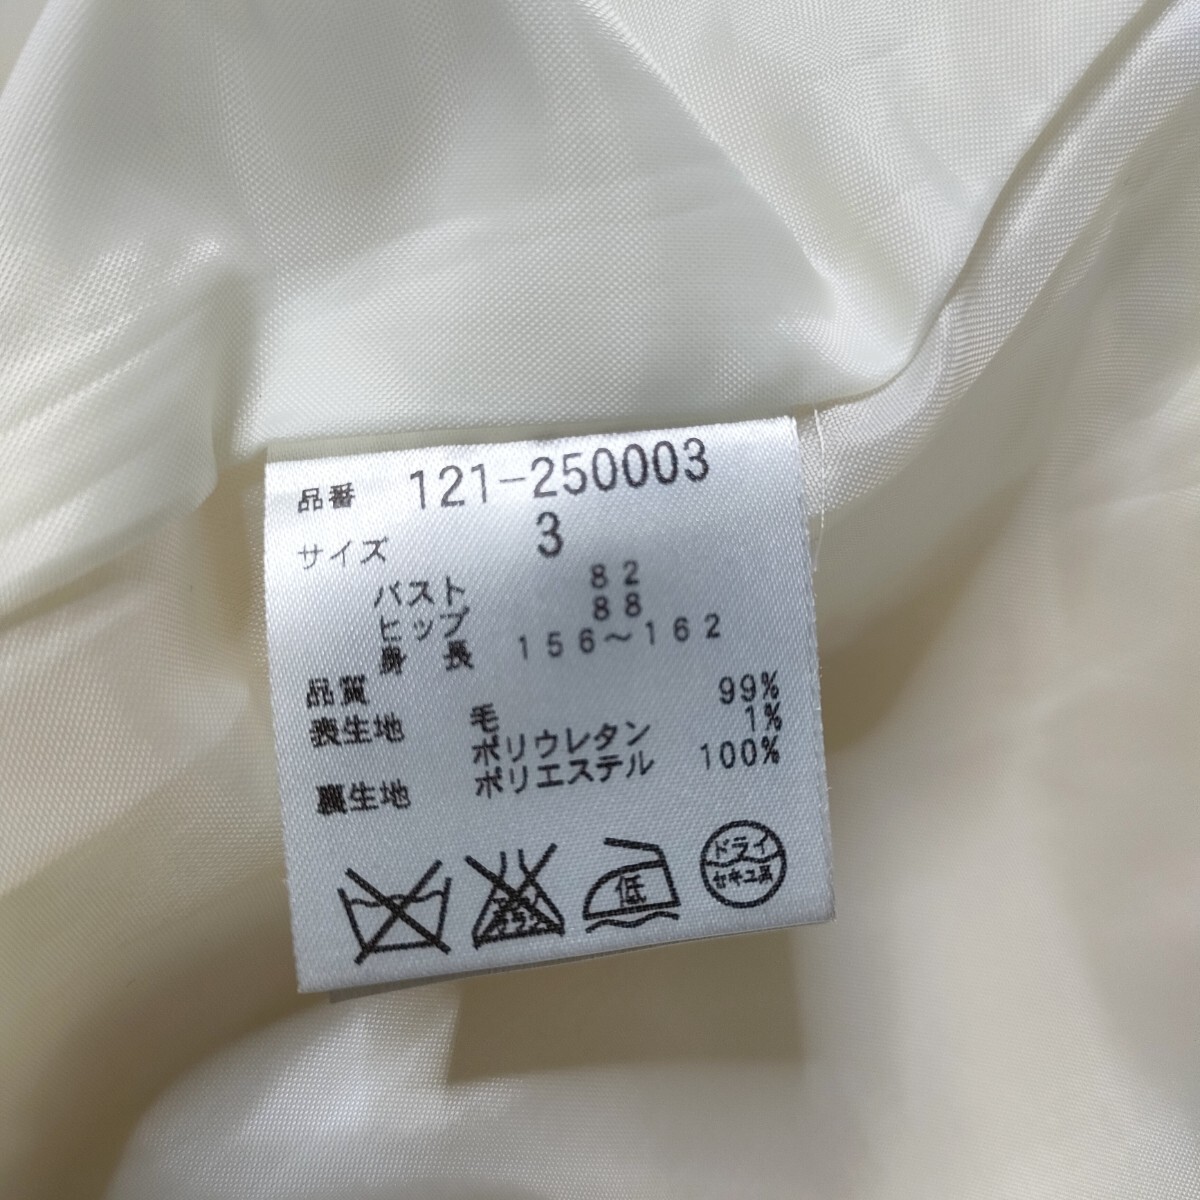 品番 121-250003
サイズ 3
バスト 82
ヒップ 88
身長 156～162
品質
表生地 毛 99%
ポリウレタン 1%
裏生地 ポリエステル 100%
低
ドライ
セキユ系